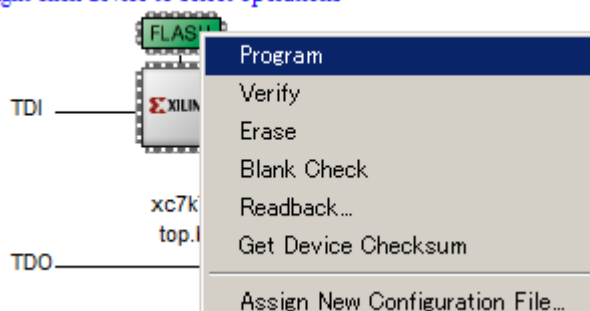 FLASH
Program
Verify
TDI
XILIN
Erase
Blank Check
xc7k
Readback...
top.
Get Device Checksum
TDO
Assign New Configuration File...